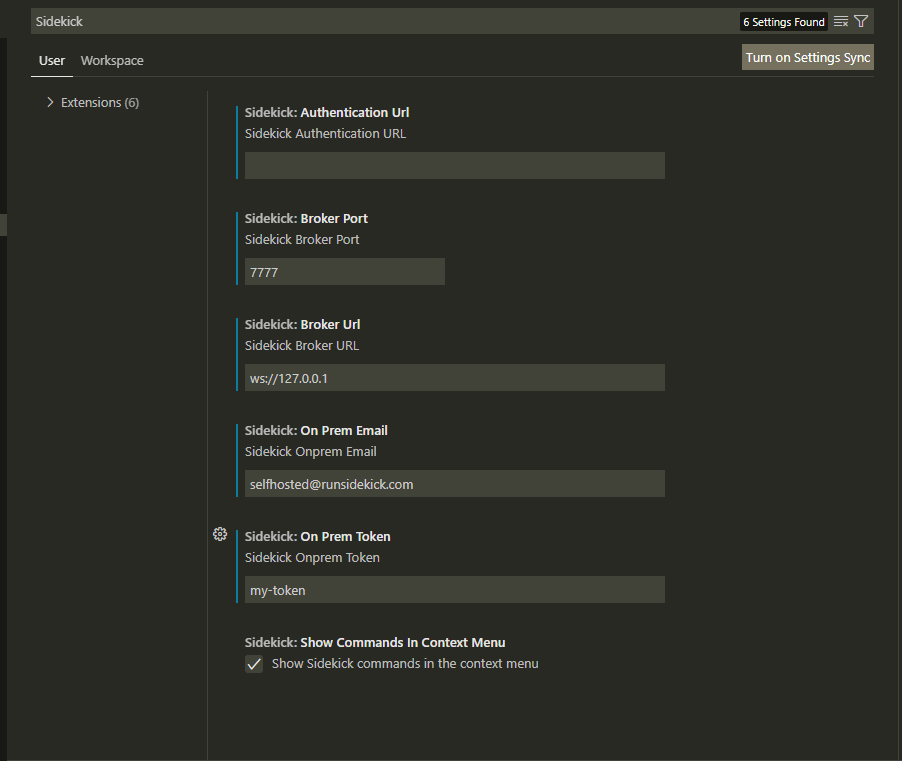 Sidekick
6 Settings Found
User Workspace
Turn on Settings Sync
Extensions (6)
Sidekick: Authentication Url
Sidekick Authentication URL
Sidekick: Broker Port
Sidekick Broker Port
7777
Sidekick: Broker Url
Sidekick Broker URL
ws://127.0.0.1
Sidekick: On Prem Email
Sidekick Onprem Email
selfhosted@runsidekick.com
Sidekick: On Prem Token
Sidekick Onprem Token
my-token
Sidekick: Show Commands In Context Menu
Show Sidekick commands in the context menu